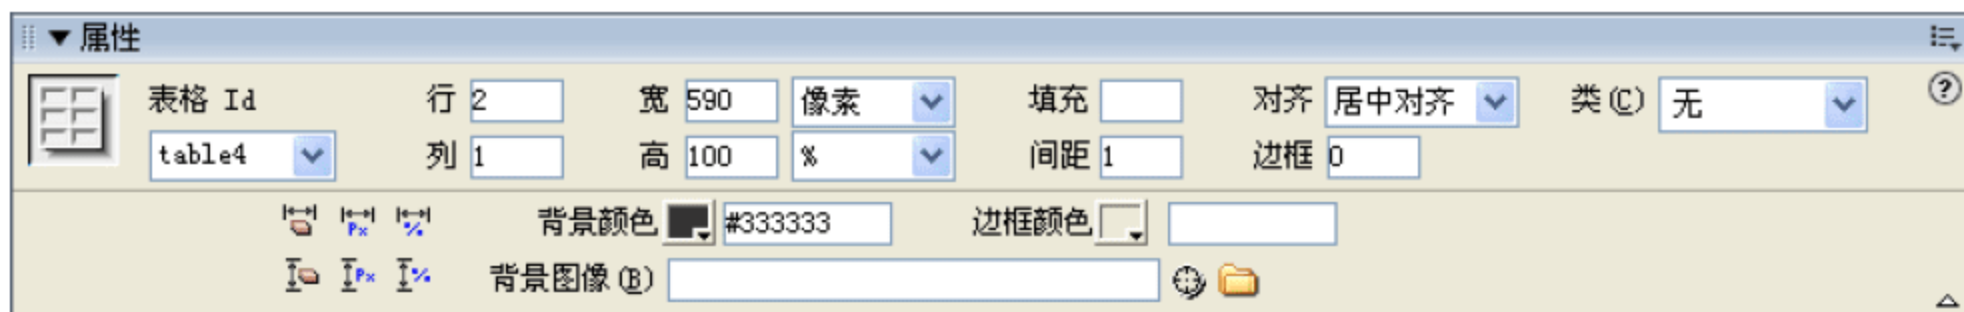 属性
表格 Id 行 2 宽 590 像素 填充 对齐 居中对齐 类(C) 无
table4 列 1 高 100 % 间距 1 边框 0
Px % 背景颜色 #333333 边框颜色
Px % 背景图像(B)